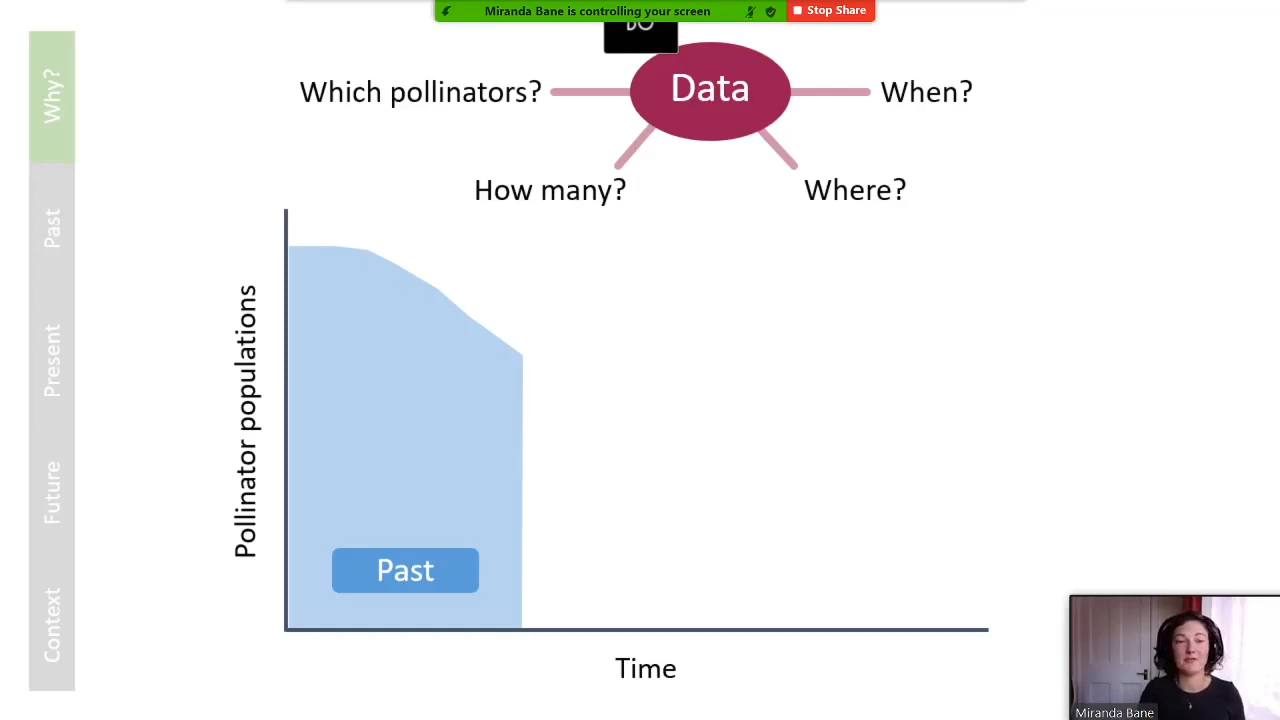 Miranda Bane is controlling your screen
Stop Share
Data
Which pollinators?
When?
How many?
Where?
Why?
Past
Present
Future
Context
Pollinator populations
Past
Time
Miranda Bane